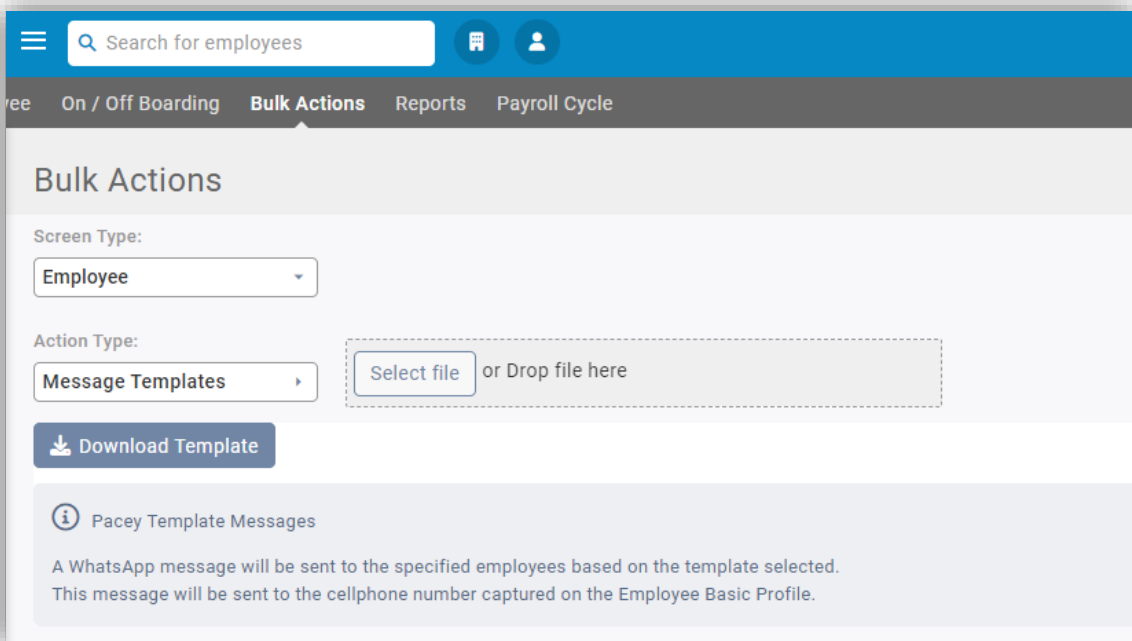 Search for employees
yee On / Off Boarding Bulk Actions Reports Payroll Cycle
Bulk Actions
Screen Type:
Employee
Action Type:
Message Templates
Select file or Drop file here
Download Template
Pacey Template Messages
A WhatsApp message will be sent to the specified employees based on the template selected.
This message will be sent to the cellphone number captured on the Employee Basic Profile.